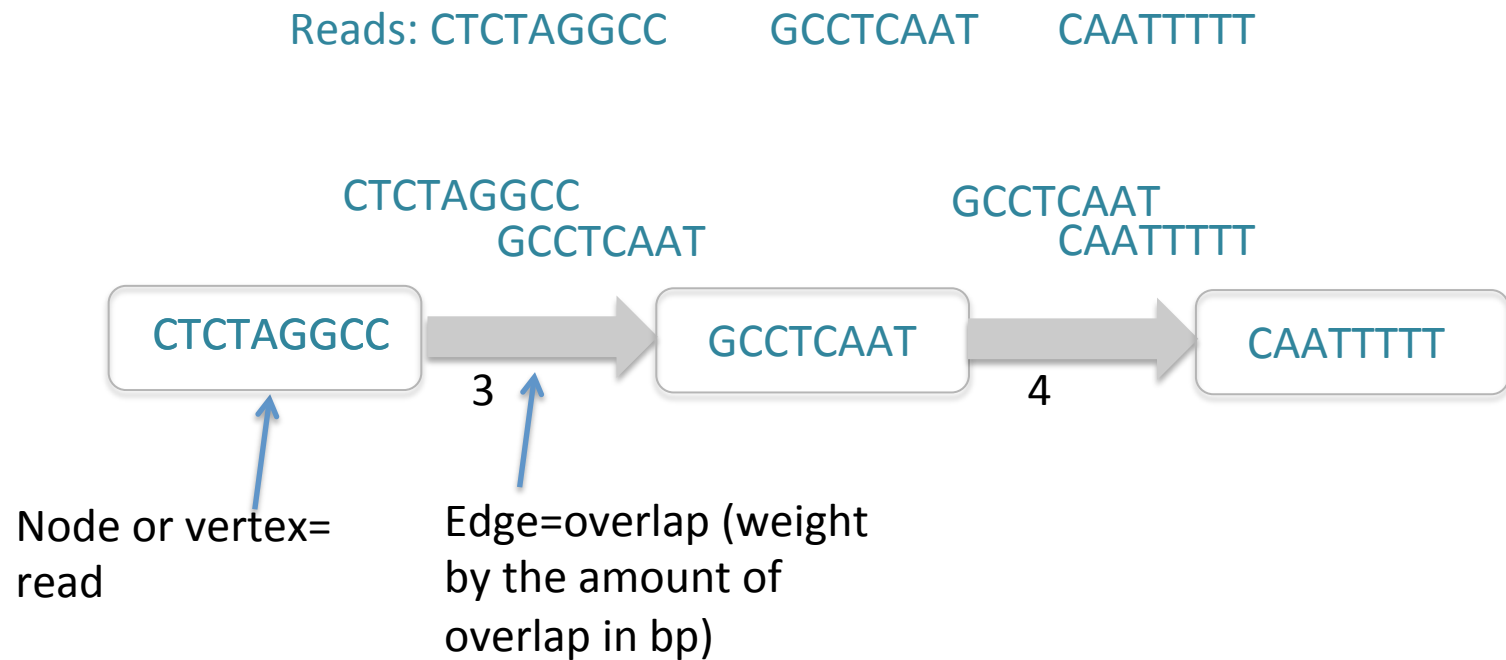 Reads: CTCTAGGCC GCCTCAAT CAATTTTT
CTCTAGGCC
GCCTCAAT
GCCTCAAT
CAATTTTT
CTCTAGGCC
GCCTCAAT
CAATTTTT
3
4
Node or vertex=
read
Edge=overlap (weight
by the amount of
overlap in bp)